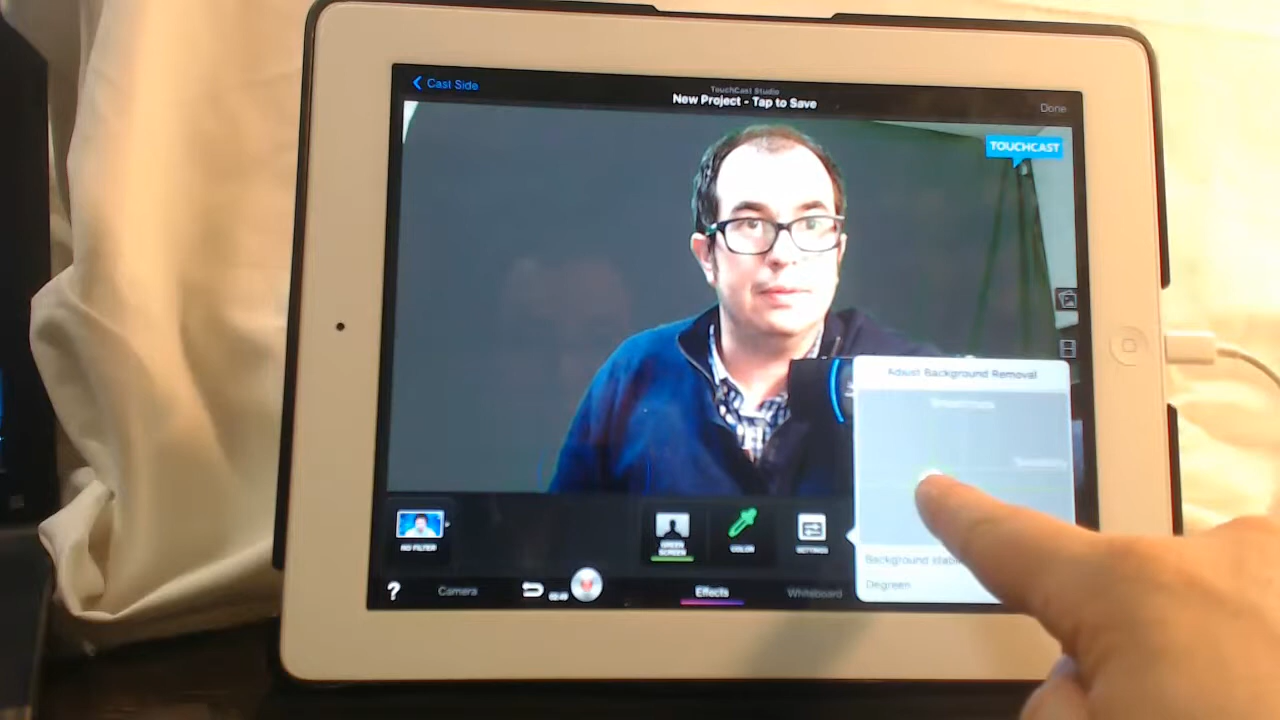 Cast Side
TouchCast Studio
New Project - Tap to Save
Done
TOUCHCAST
Adjust Background Removal
Smoothness
NO FILTER
GREEN
SCREEN
COLOR
SETTINGS
Background
Degreen
?
Camera
Effects
Whiteboard